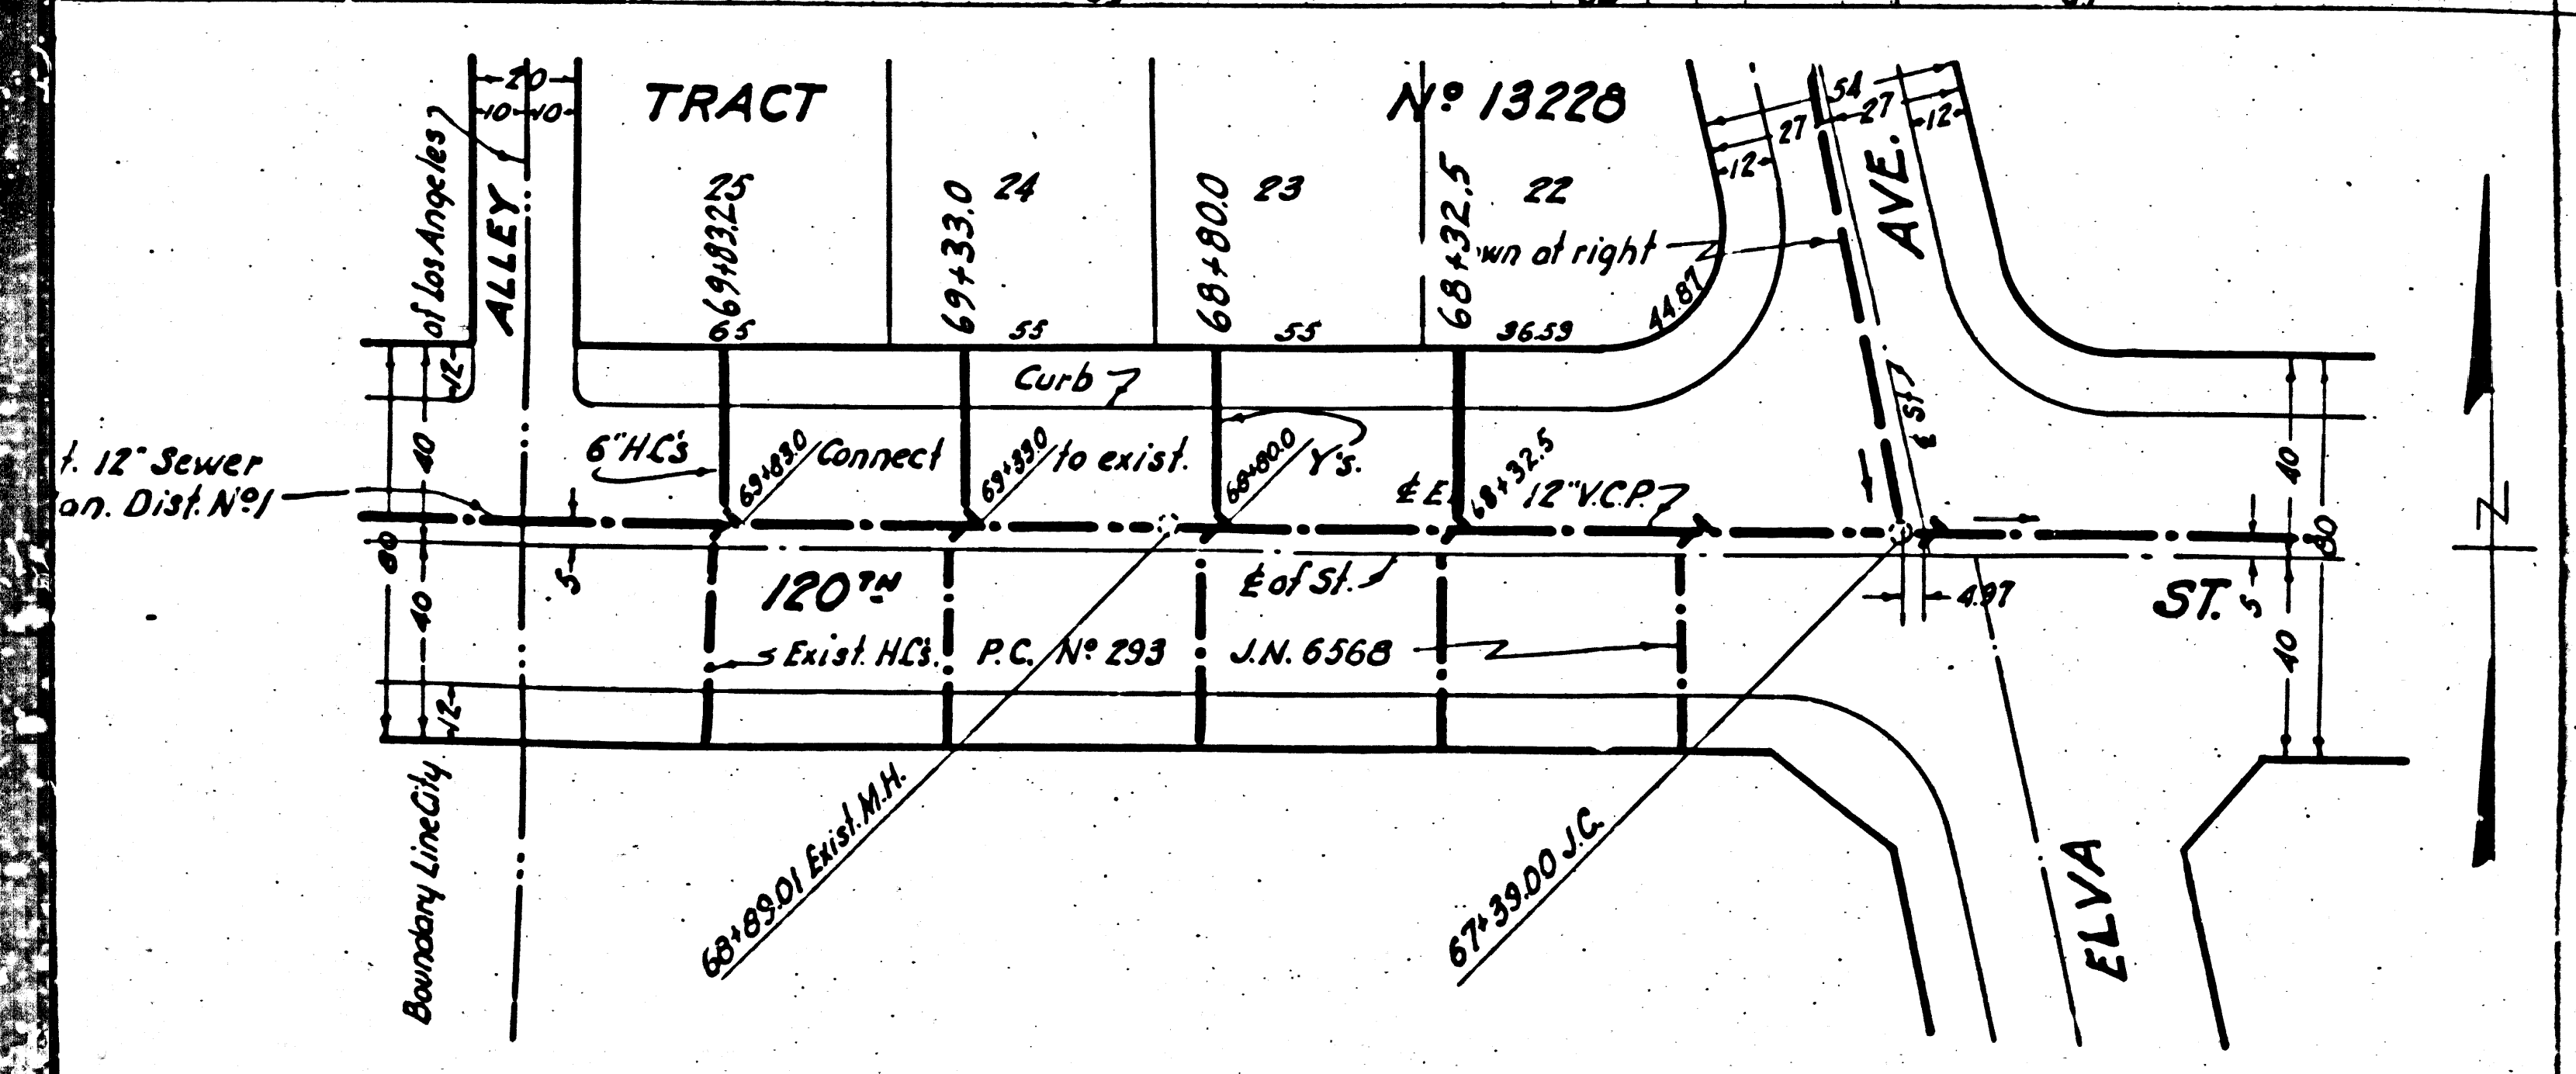 20
10 10
TRACT
Nº 13228
54
27 27
12 12
of Los Angeles
ALLEY
25
69+83.25
65
69+33.0
24
55
68+80.0
23
55
68+32.5
22
36.59
44.87
wn at right
AVE.
℄ St
12
Curb
6" H.C.'s
69+83.0
Connect
69+33.0
to exist.
68+80.0
Y's.
68+32.5
℄ E
12" V.C.P.
t. 12" Sewer
an. Dist. Nº 1
40
80
40
12
5
120TH
℄ of St.
4.97
ST.
5
40
80
40
Exist. H.C.'s.
P.C. Nº 293
J.N. 6568
Boundary Line City
68+89.01 Exist. M.H.
67+39.00 J.C.
ELVA
Z